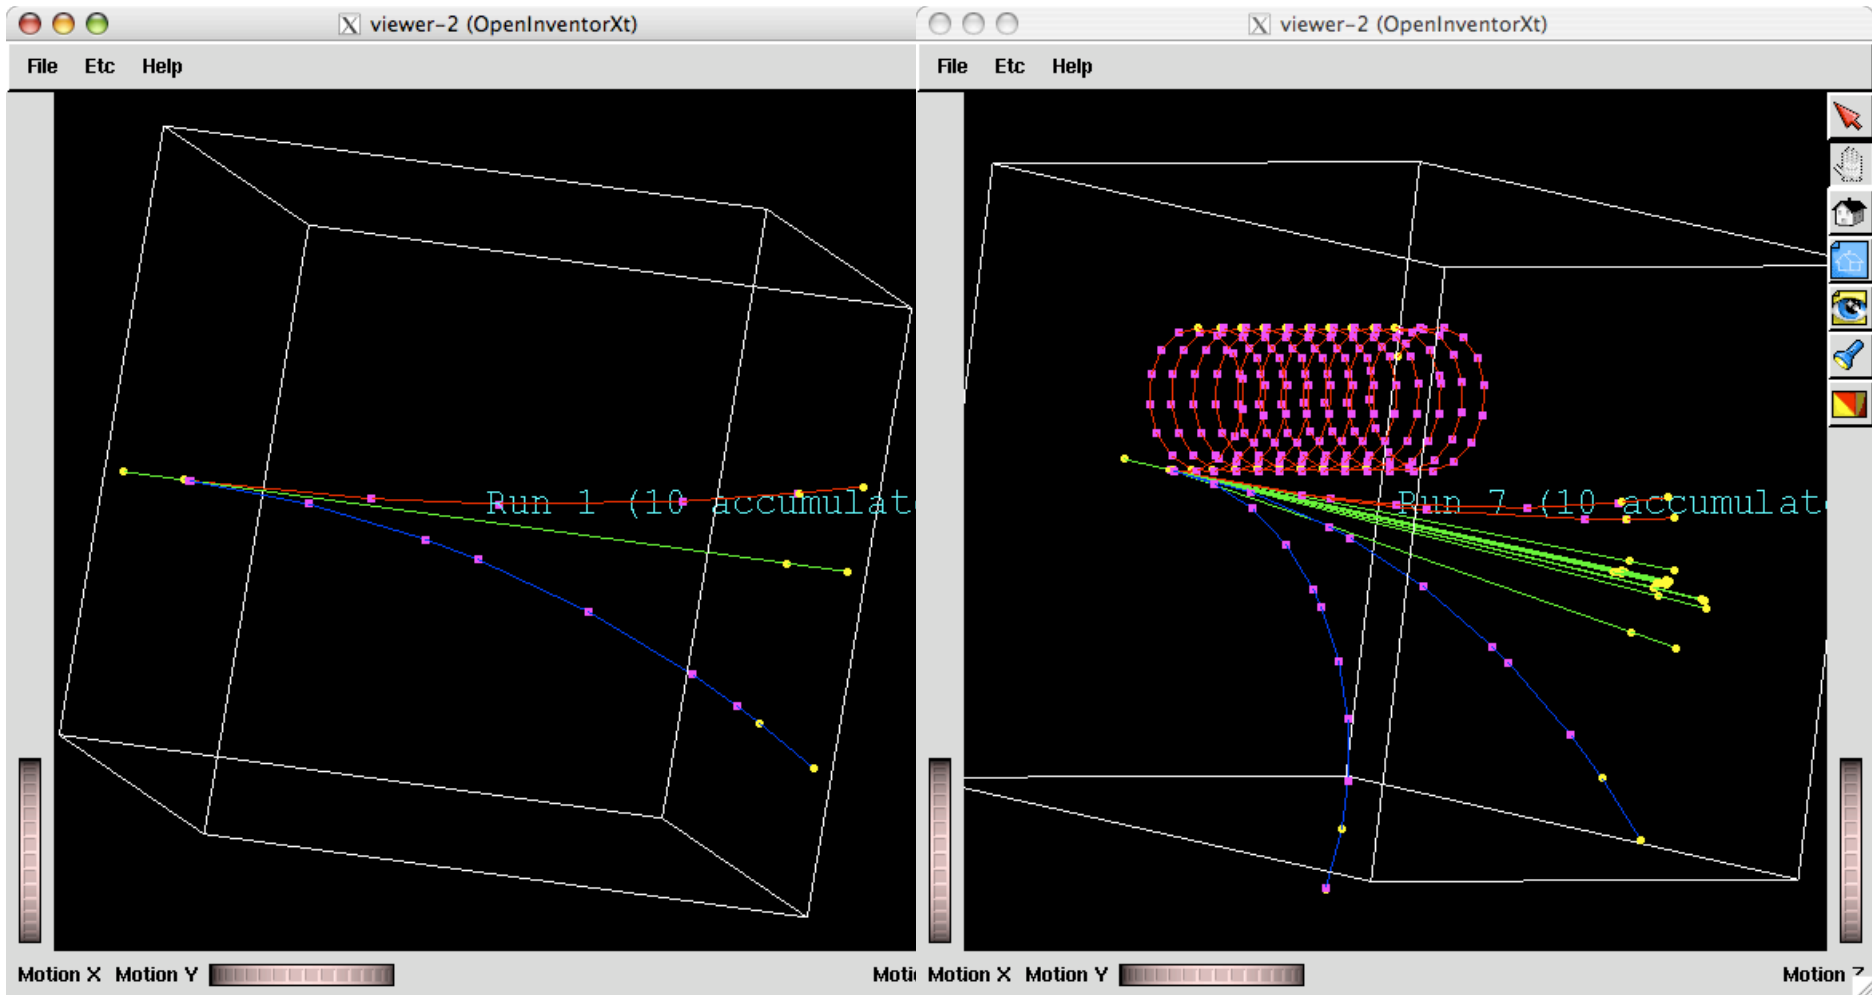 viewer-2 (OpenInventorXt)
File Etc Help
Run 1 (10 accumulat
Motion X Motion Y
Moti
viewer-2 (OpenInventorXt)
File Etc Help
Run 7 (10 accumulat
Motion X Motion Y
Motion Z